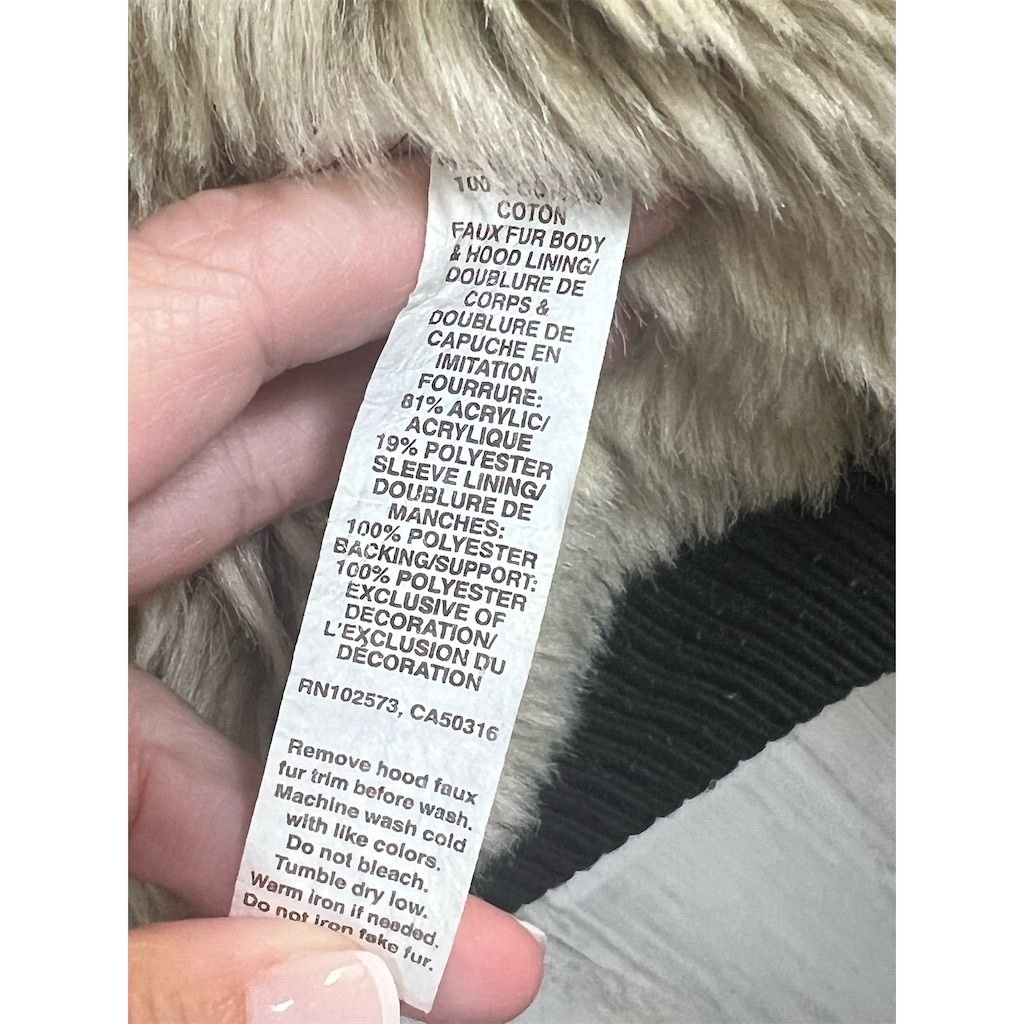 100
COTON
FAUX FUR BODY
& HOOD LINING/
DOUBLURE DE
CORPS &
DOUBLURE DE
CAPUCHE EN
IMITATION
FOURRURE:
81% ACRYLIC/
ACRYLIQUE
19% POLYESTER
SLEEVE LINING/
DOUBLURE DE
MANCHES:
100% POLYESTER
BACKING/SUPPORT:
100% POLYESTER
EXCLUSIVE OF
DECORATION/
L'EXCLUSION DU
DÉCORATION
RN102573, CA50316
Remove hood faux
fur trim before wash.
Machine wash cold
with like colors.
Do not bleach.
Tumble dry low.
Warm iron if needed.
Do not iron fake fur.